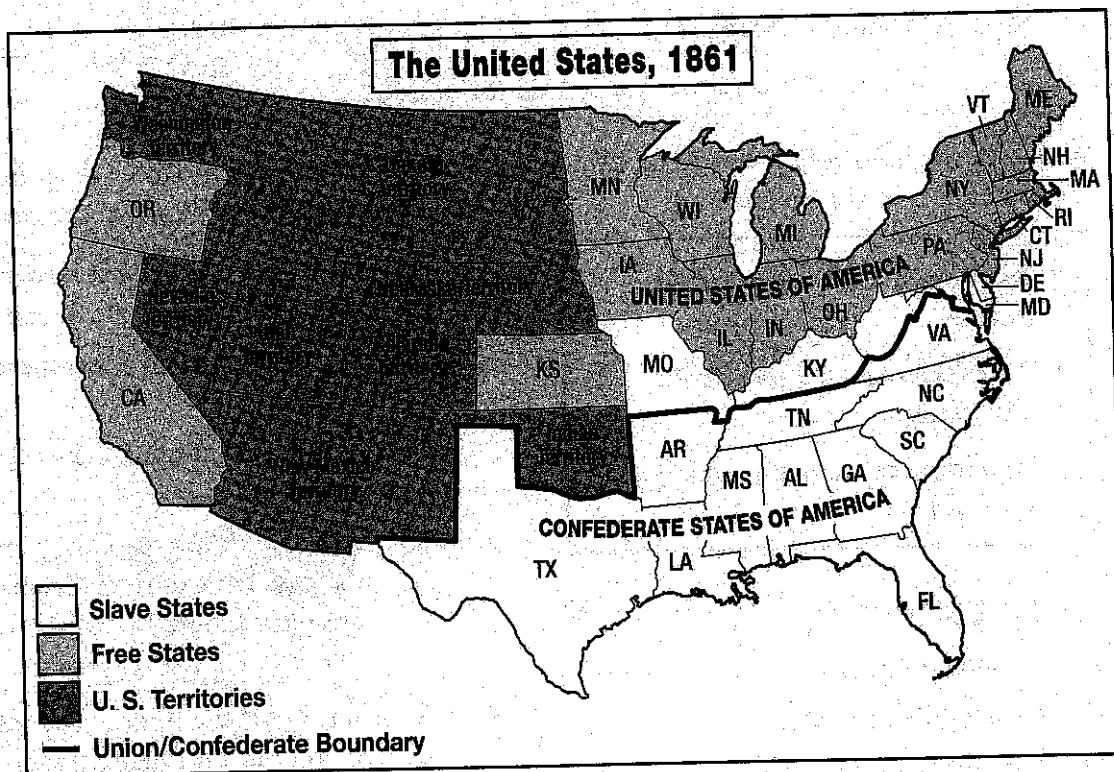 The United States, 1861
VT
ME
Washington
Territory
NH
MA
OR
MN
NY
WI
RI
MI
CT
PA
NJ
IA
UNITED STATES OF AMERICA
DE
OH
MD
IL
IN
VA
MO
KY
KS
CA
NC
TN
SC
AR
MS
AL
GA
CONFEDERATE STATES OF AMERICA
TX
LA
FL
Slave States
Free States
U. S. Territories
Union/Confederate Boundary